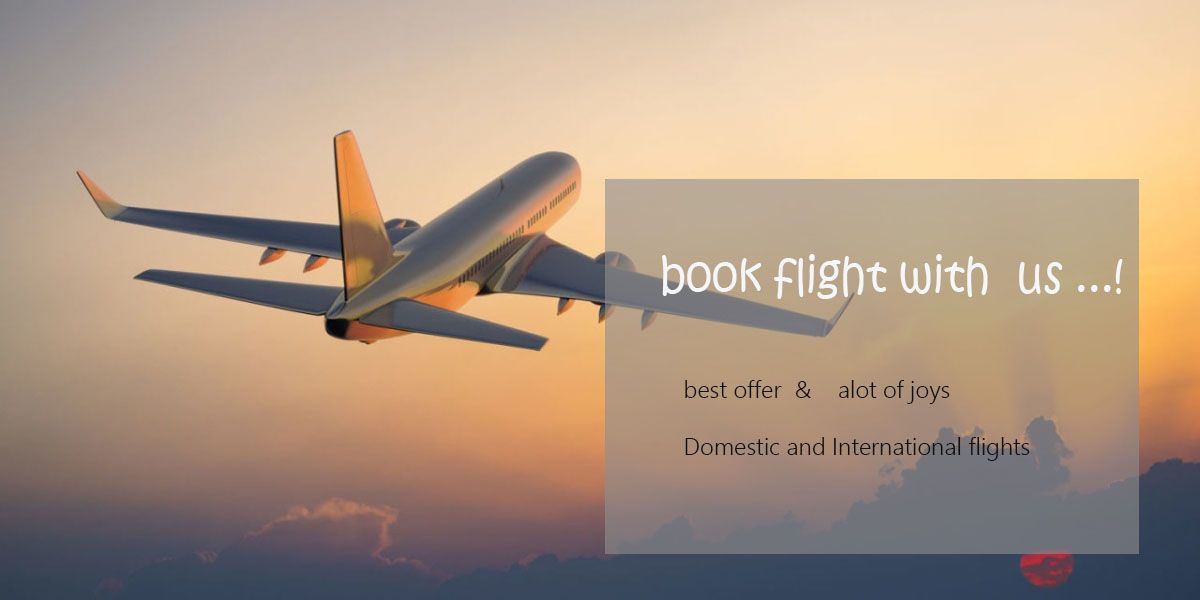 book flight with us ...!
best offer & alot of joys
Domestic and International flights